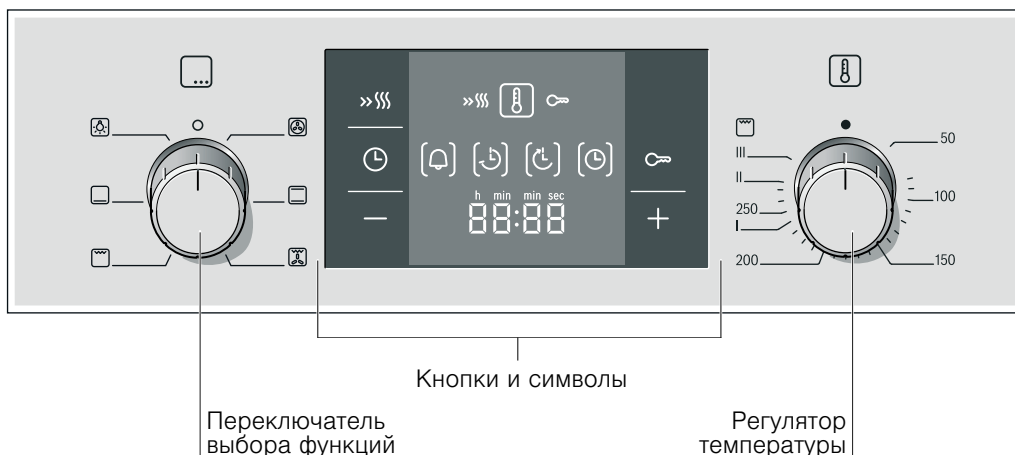 h min min sec
88:88
50
100
150
200
250
I
II
III
Кнопки и символы
Переключатель
выбора функций
Регулятор
температуры